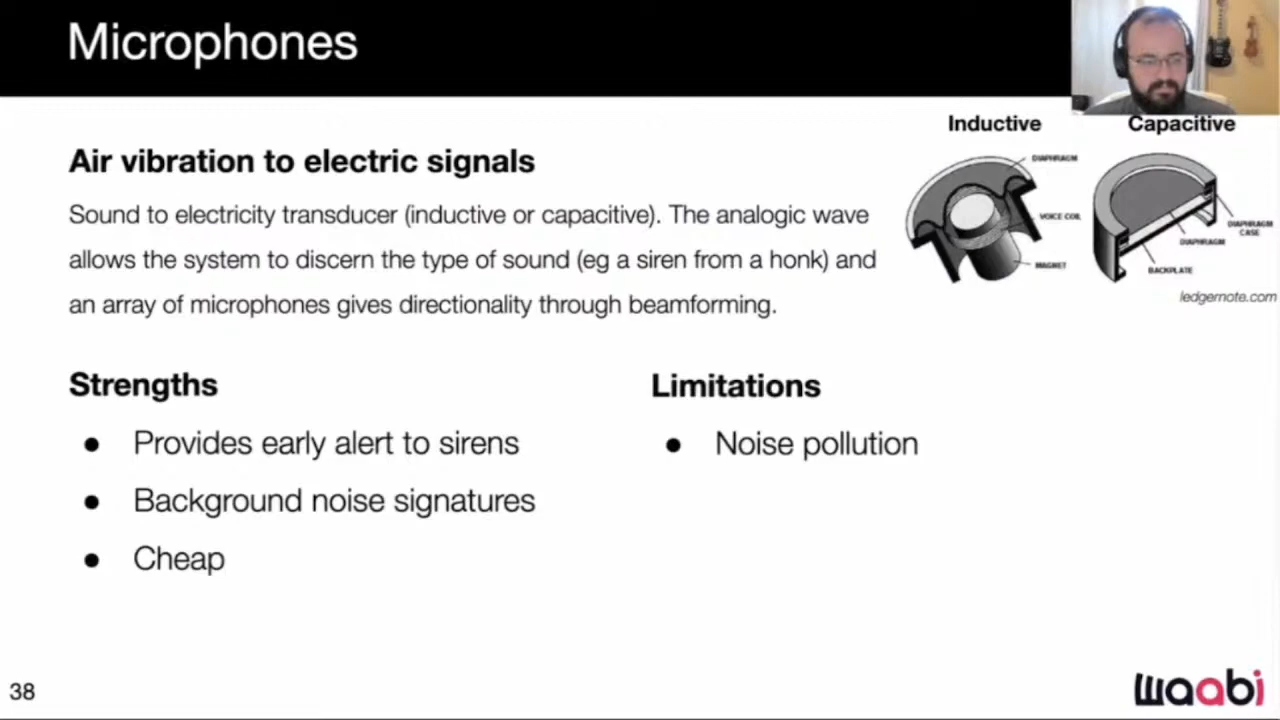 Microphones
Inductive
Capacitive
Air vibration to electric signals
DIAPHRAGM
VOICE COIL
MAGNET
DIAPHRAGM
CASE
DIAPHRAGM
BACKPLATE
Sound to electricity transducer (inductive or capacitive). The analogic wave
allows the system to discern the type of sound (eg a siren from a honk) and
an array of microphones gives directionality through beamforming.
ledgernote.com
Strengths
● Provides early alert to sirens
● Background noise signatures
● Cheap
Limitations
● Noise pollution
38
waabi